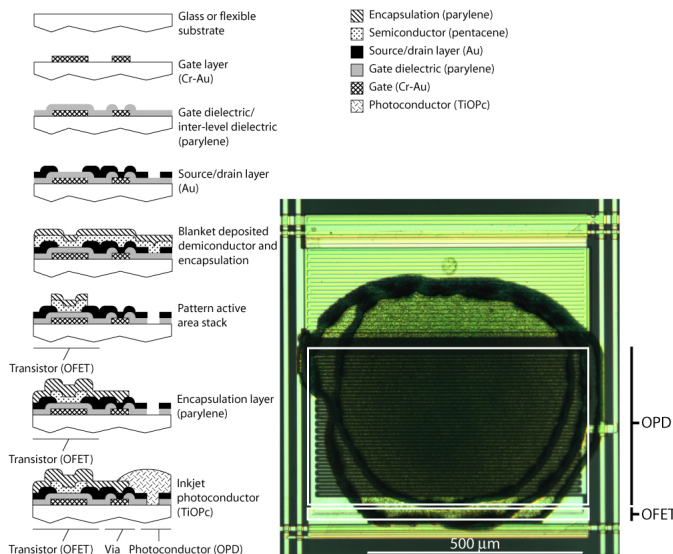 Glass or flexible
substrate
Gate layer
(Cr-Au)
Gate dielectric/
inter-level dielectric
(parylene)
Source/drain layer
(Au)
Blanket deposited
demiconductor and
encapsulation
Pattern active
area stack
Transistor (OFET)
Encapsulation layer
(parylene)
Transistor (OFET)
Inkjet
photoconductor
(TiOPc)
Transistor (OFET) Via Photoconductor (OPD)
Encapsulation (parylene)
Semiconductor (pentacene)
Source/drain layer (Au)
Gate dielectric (parylene)
Gate (Cr-Au)
Photoconductor (TiOPc)
OPD
OFET
500 µm